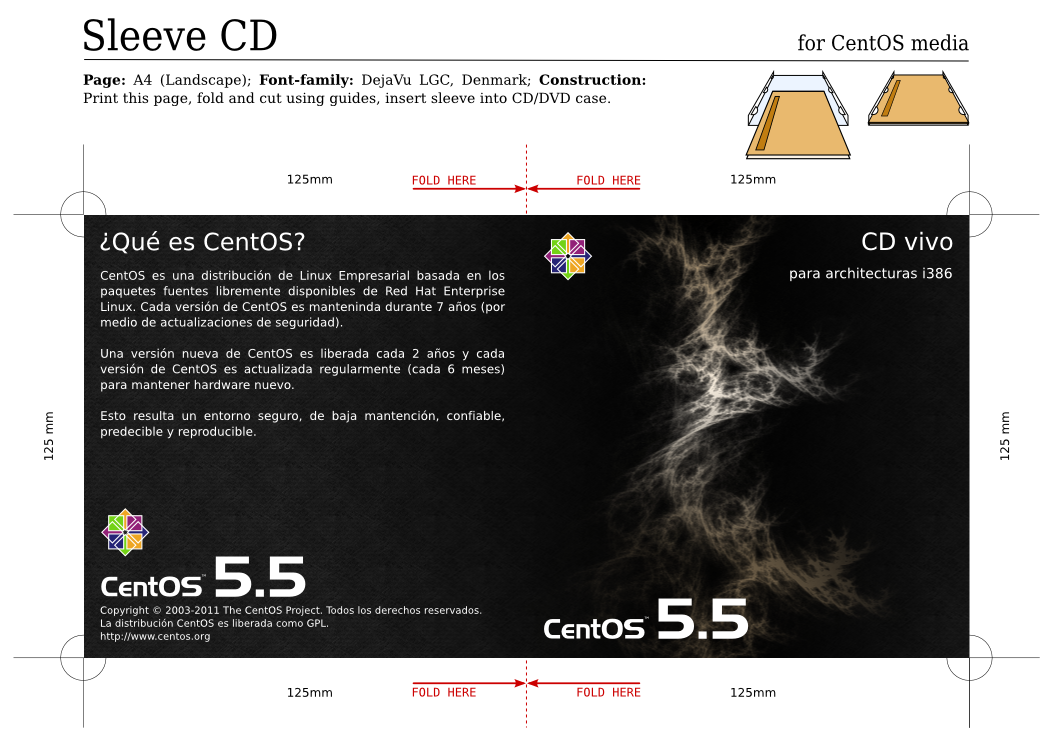 Sleeve CD
for CentOS media
Page: A4 (Landscape); Font-family: DejaVu LGC, Denmark; Construction:
Print this page, fold and cut using guides, insert sleeve into CD/DVD case.
125mm
FOLD HERE
FOLD HERE
125mm
125 mm
¿Qué es CentOS?
CentOS es una distribución de Linux Empresarial basada en los
paquetes fuentes libremente disponibles de Red Hat Enterprise
Linux. Cada versión de CentOS es manteninda durante 7 años (por
medio de actualizaciones de seguridad).
Una versión nueva de CentOS es liberada cada 2 años y cada
versión de CentOS es actualizada regularmente (cada 6 meses)
para mantener hardware nuevo.
Esto resulta un entorno seguro, de baja mantención, confiable,
predecible y reproducible.
CentOS™ 5.5
Copyright © 2003-2011 The CentOS Project. Todos los derechos reservados.
La distribución CentOS es liberada como GPL.
http://www.centos.org
CD vivo
para architecturas i386
CentOS™ 5.5
125 mm
125mm
FOLD HERE
FOLD HERE
125mm